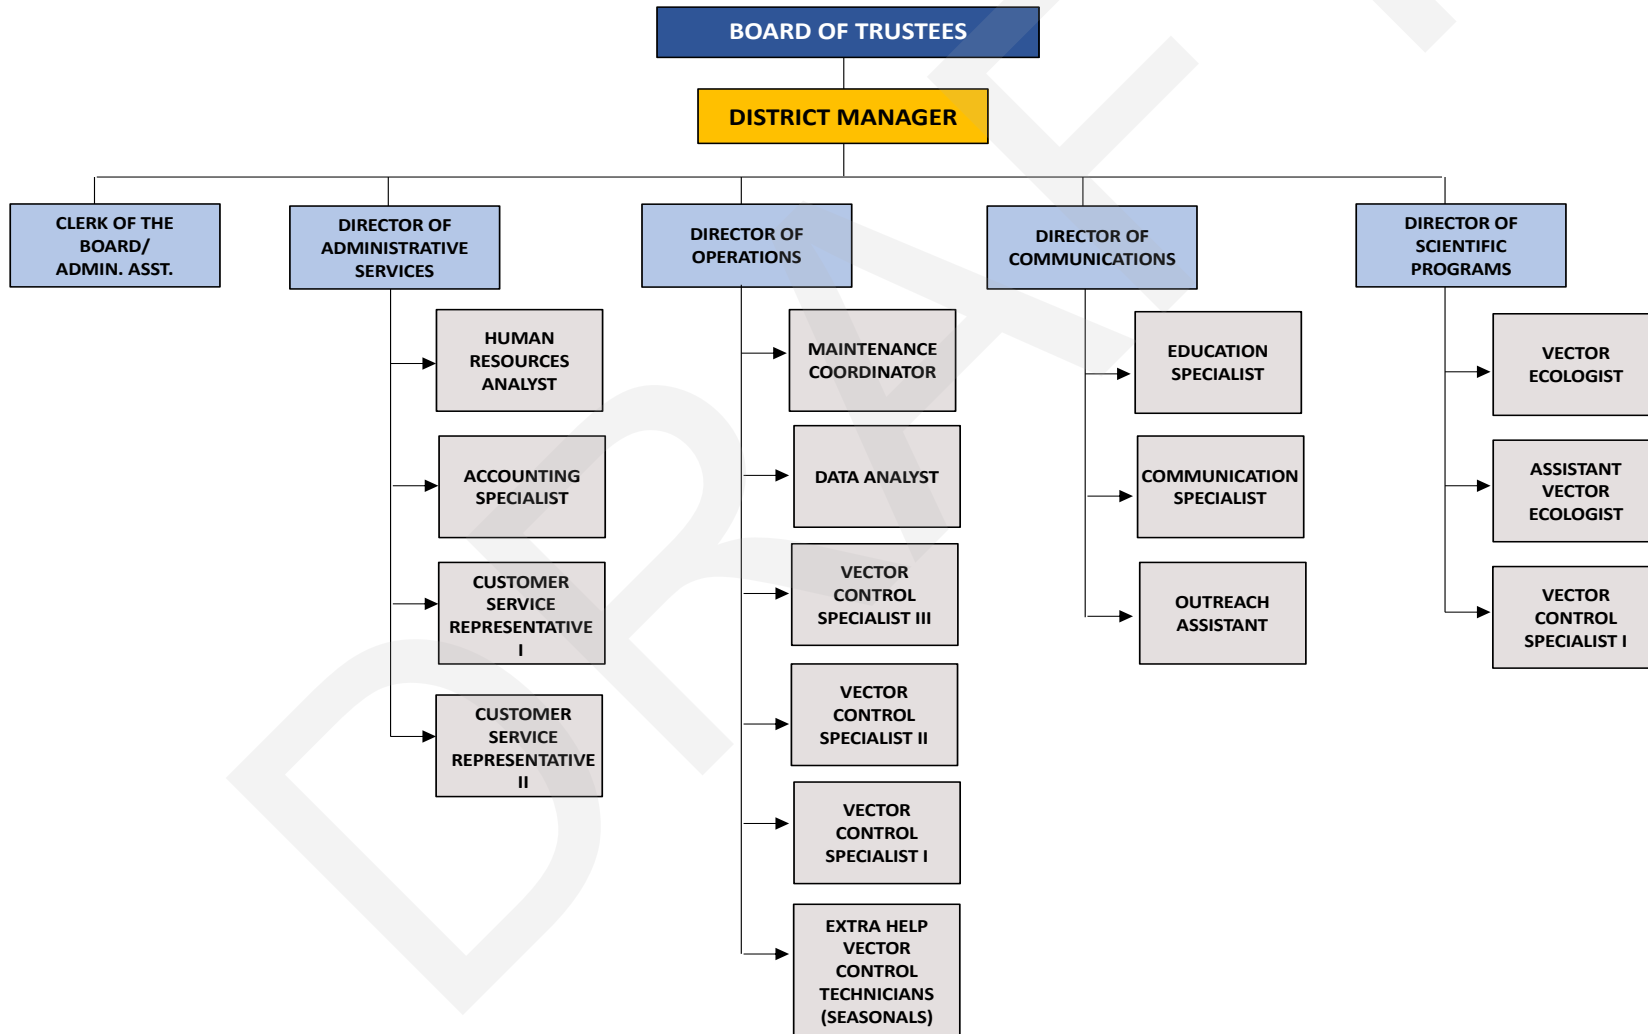 BOARD OF TRUSTEES
DISTRICT MANAGER
CLERK OF THE
BOARD/
ADMIN. ASST.
DIRECTOR OF
ADMINISTRATIVE
SERVICES
HUMAN
RESOURCES
ANALYST
ACCOUNTING
SPECIALIST
CUSTOMER
SERVICE
REPRESENTATIVE
I
CUSTOMER
SERVICE
REPRESENTATIVE
II
DIRECTOR OF
OPERATIONS
MAINTENANCE
COORDINATOR
DATA ANALYST
VECTOR
CONTROL
SPECIALIST III
VECTOR
CONTROL
SPECIALIST II
VECTOR
CONTROL
SPECIALIST I
EXTRA HELP
VECTOR
CONTROL
TECHNICIANS
(SEASONALS)
DIRECTOR OF
COMMUNICATIONS
EDUCATION
SPECIALIST
COMMUNICATION
SPECIALIST
OUTREACH
ASSISTANT
DIRECTOR OF
SCIENTIFIC
PROGRAMS
VECTOR
ECOLOGIST
ASSISTANT
VECTOR
ECOLOGIST
VECTOR
CONTROL
SPECIALIST I
DRAFT